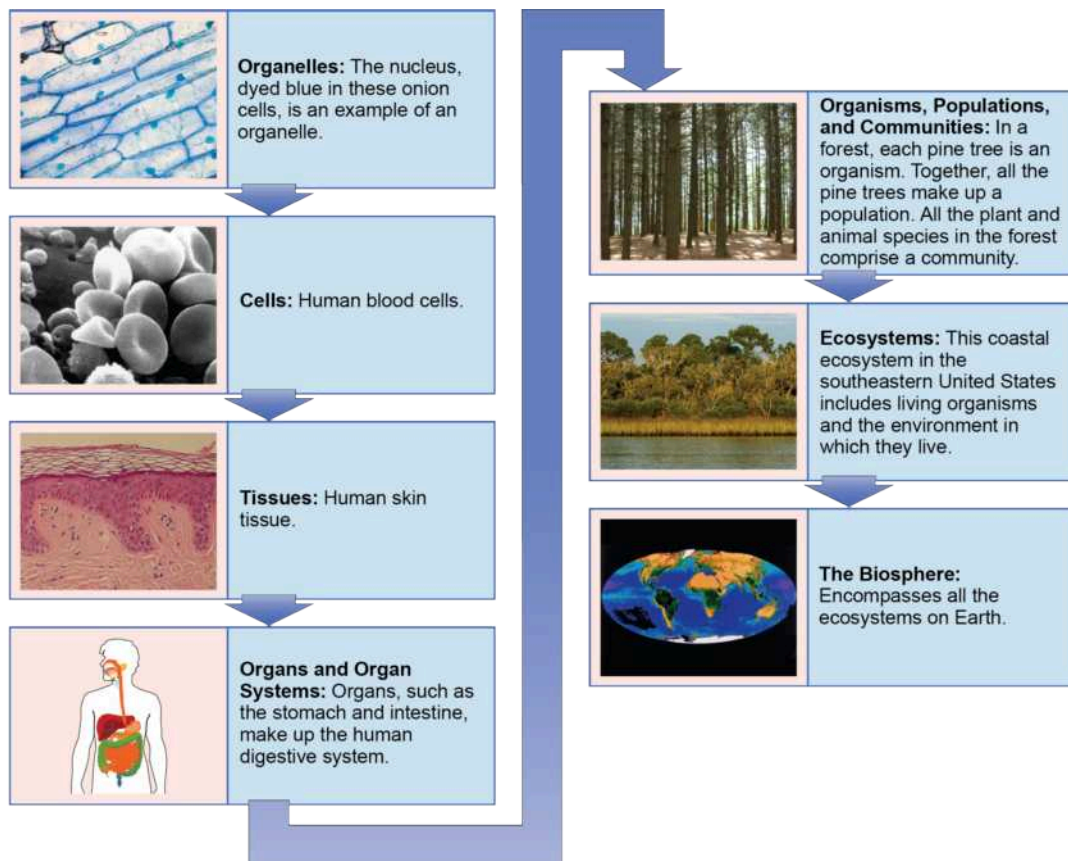 Organelles: The nucleus,
dyed blue in these onion
cells, is an example of an
organelle.
Cells: Human blood cells.
Tissues: Human skin
tissue.
Organs and Organ
Systems: Organs, such as
the stomach and intestine,
make up the human
digestive system.
Organisms, Populations,
and Communities: In a
forest, each pine tree is an
organism. Together, all the
pine trees make up a
population. All the plant and
animal species in the forest
comprise a community.
Ecosystems: This coastal
ecosystem in the
southeastern United States
includes living organisms
and the environment in
which they live.
The Biosphere:
Encompasses all the
ecosystems on Earth.